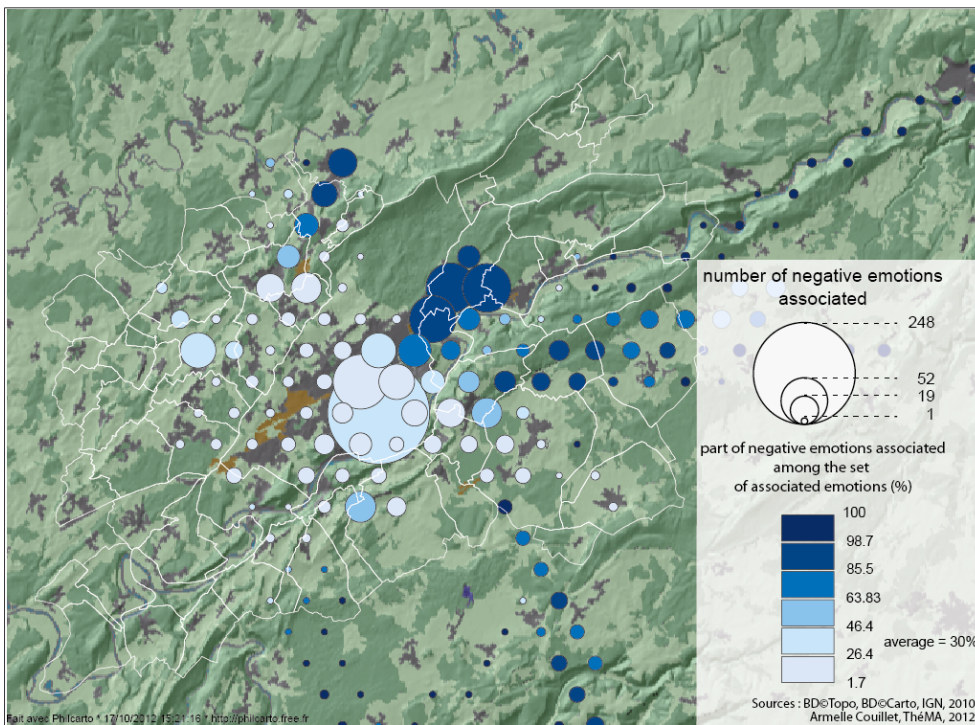 number of negative emotions
associated
248
52
19
1
part of negative emotions associated
among the set
of associated emotions (%)
100
98.7
85.5
63.83
46.4
average = 30%
26.4
1.7
Sources : BD©Topo, BD©Carto, IGN, 2010
Armelle Couillet, ThéMA, 2012
Fait avec Philcarto * 17/10/2012 15:21:16 * http://philcarto.free.fr